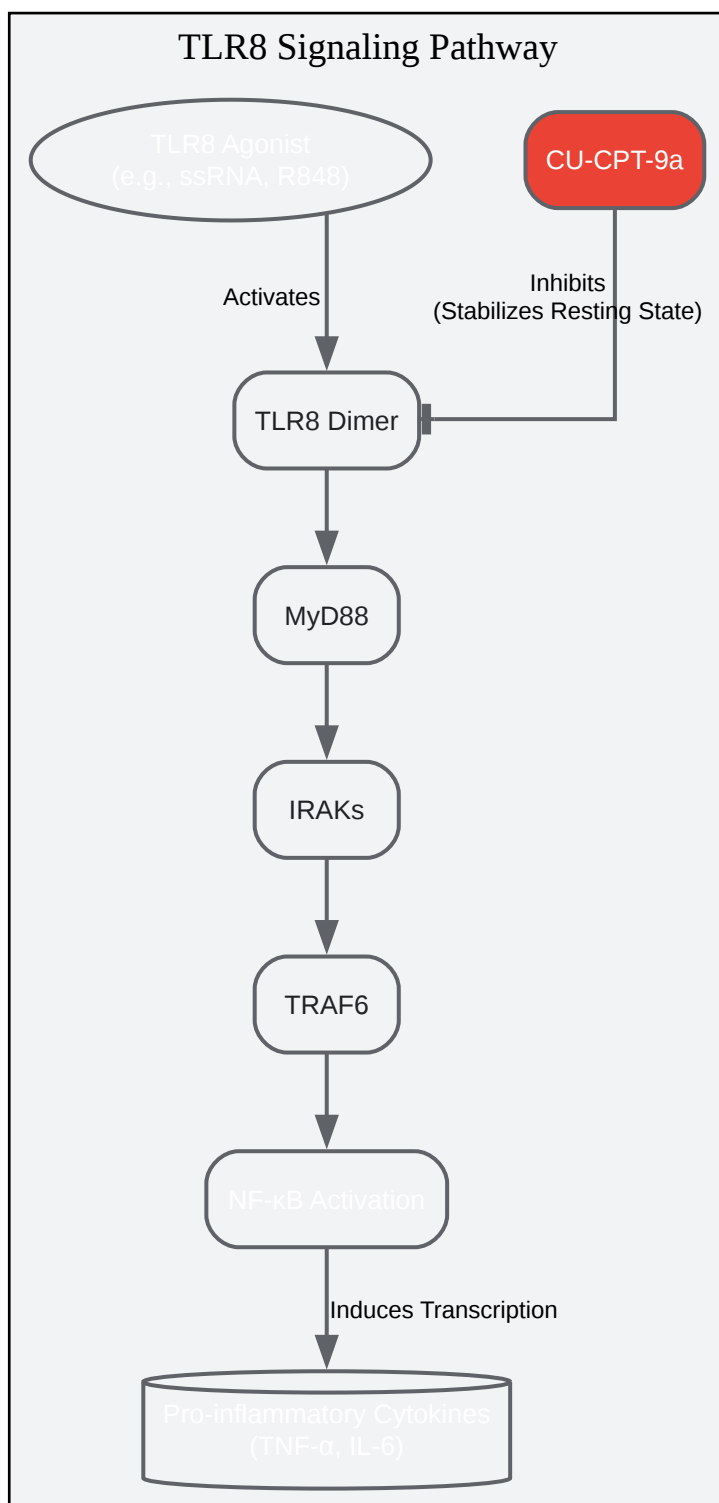 TLR8 Signaling Pathway
TLR8 Agonist
(e.g., ssRNA, R848)
CU-CPT-9a
Activates
Inhibits
(Stabilizes Resting State)
TLR8 Dimer
MyD88
IRAKs
TRAF6
NF-κB Activation
Induces Transcription
Pro-inflammatory Cytokines
(TNF-α, IL-6)